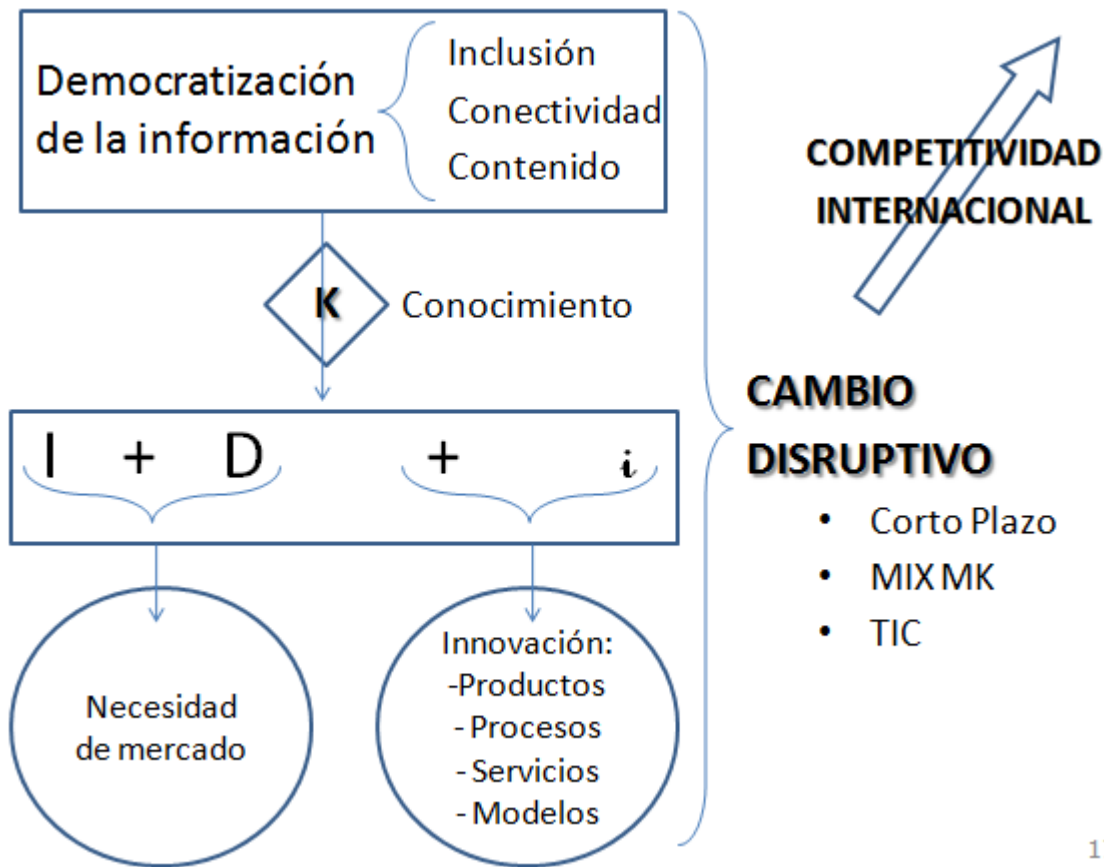 Democratización
de la información
Inclusión
Conectividad
Contenido
K
Conocimiento
I + D + i
Necesidad
de mercado
Innovación:
-Productos
- Procesos
- Servicios
- Modelos
COMPETITIVIDAD
INTERNACIONAL
CAMBIO
DISRUPTIVO
• Corto Plazo
• MIX MK
• TIC
1